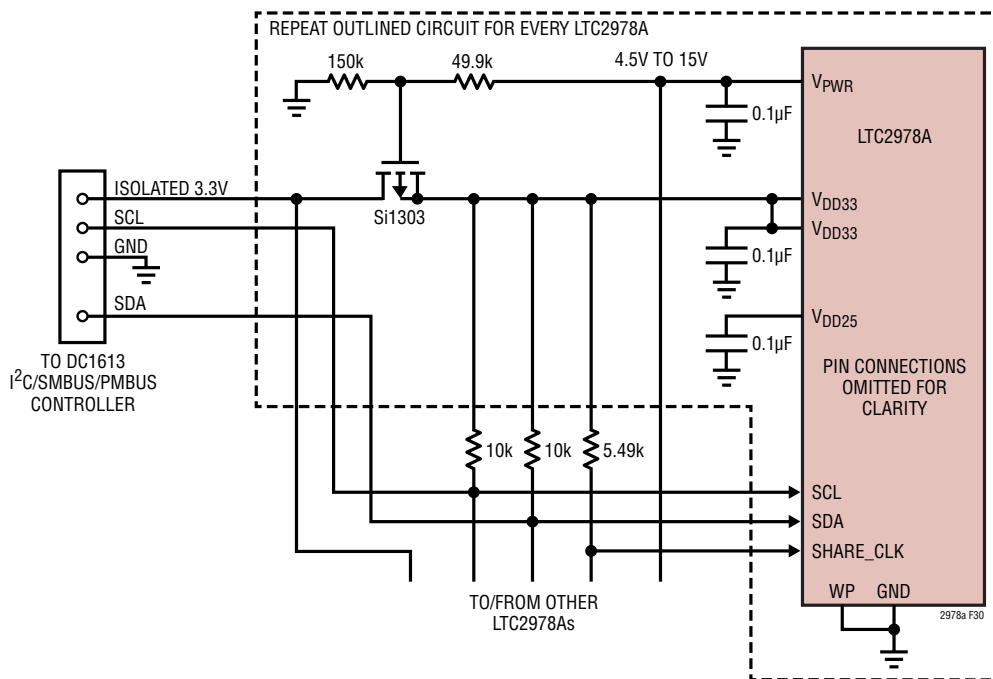 REPEAT OUTLINED CIRCUIT FOR EVERY LTC2978A
150k
49.9k
4.5V TO 15V
VPWR
0.1µF
LTC2978A
ISOLATED 3.3V
Si1303
VDD33
SCL
VDD33
GND
0.1µF
SDA
VDD25
0.1µF
TO DC1613
I2C/SMBUS/PMBUS
CONTROLLER
PIN CONNECTIONS
OMITTED FOR
CLARITY
10k
10k
5.49k
SCL
SDA
SHARE_CLK
TO/FROM OTHER
LTC2978As
WP
GND
2978a F30